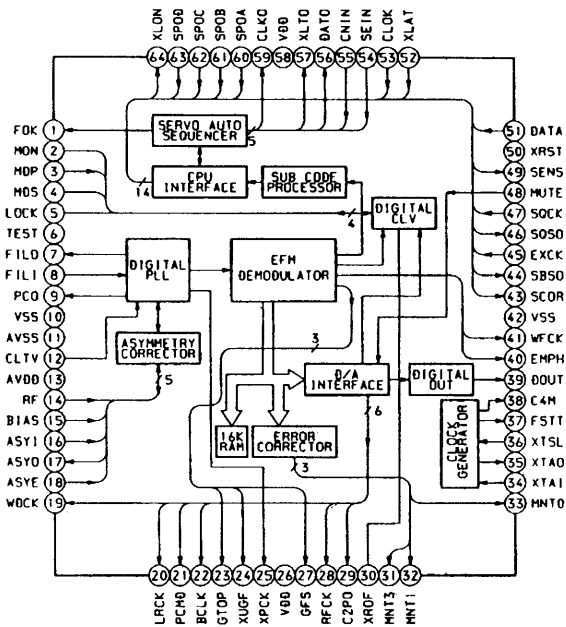 XLON SPOD SPOC SPOB SPOA CLKO VDD XLTO DATO CNIN SEIN CLOK XLAT
64 63 62 61 60 59 58 57 56 55 54 53 52
FOK 1
MON 2
MDP 3
MDS 4
LOCK 5
TEST 6
FILO 7
FILI 8
PCO 9
VSS 10
AVSS 11
CLTV 12
AVDD 13
RF 14
BIAS 15
ASYI 16
ASYO 17
ASYE 18
WDCK 19
SERVO AUTO
SEQUENCER
5
CPU
INTERFACE
14
SUB CODE
PROCESSOR
DIGITAL
CLV
4
DIGITAL
PLL
EFM
DEMODULATOR
ASYMMETRY
CORRECTOR
5
3
D/A
INTERFACE
6
DIGITAL
OUT
16K
RAM
ERROR
CORRECTOR
3
CLOCK
GENERATOR
51 DATA
50 XRST
49 SENS
48 MUTE
47 SQCK
46 SQSO
45 EXCK
44 SBSO
43 SCOR
42 VSS
41 WFCK
40 EMPH
39 DOUT
38 C4M
37 FSTT
36 XTSL
35 XTAO
34 XTAI
33 MNT0
20 21 22 23 24 25 26 27 28 29 30 31 32
LRCK PCMD BCLK GTOP XUGF XPCK VDD GFS RFCK C2PO XROF MNT3 MNT1